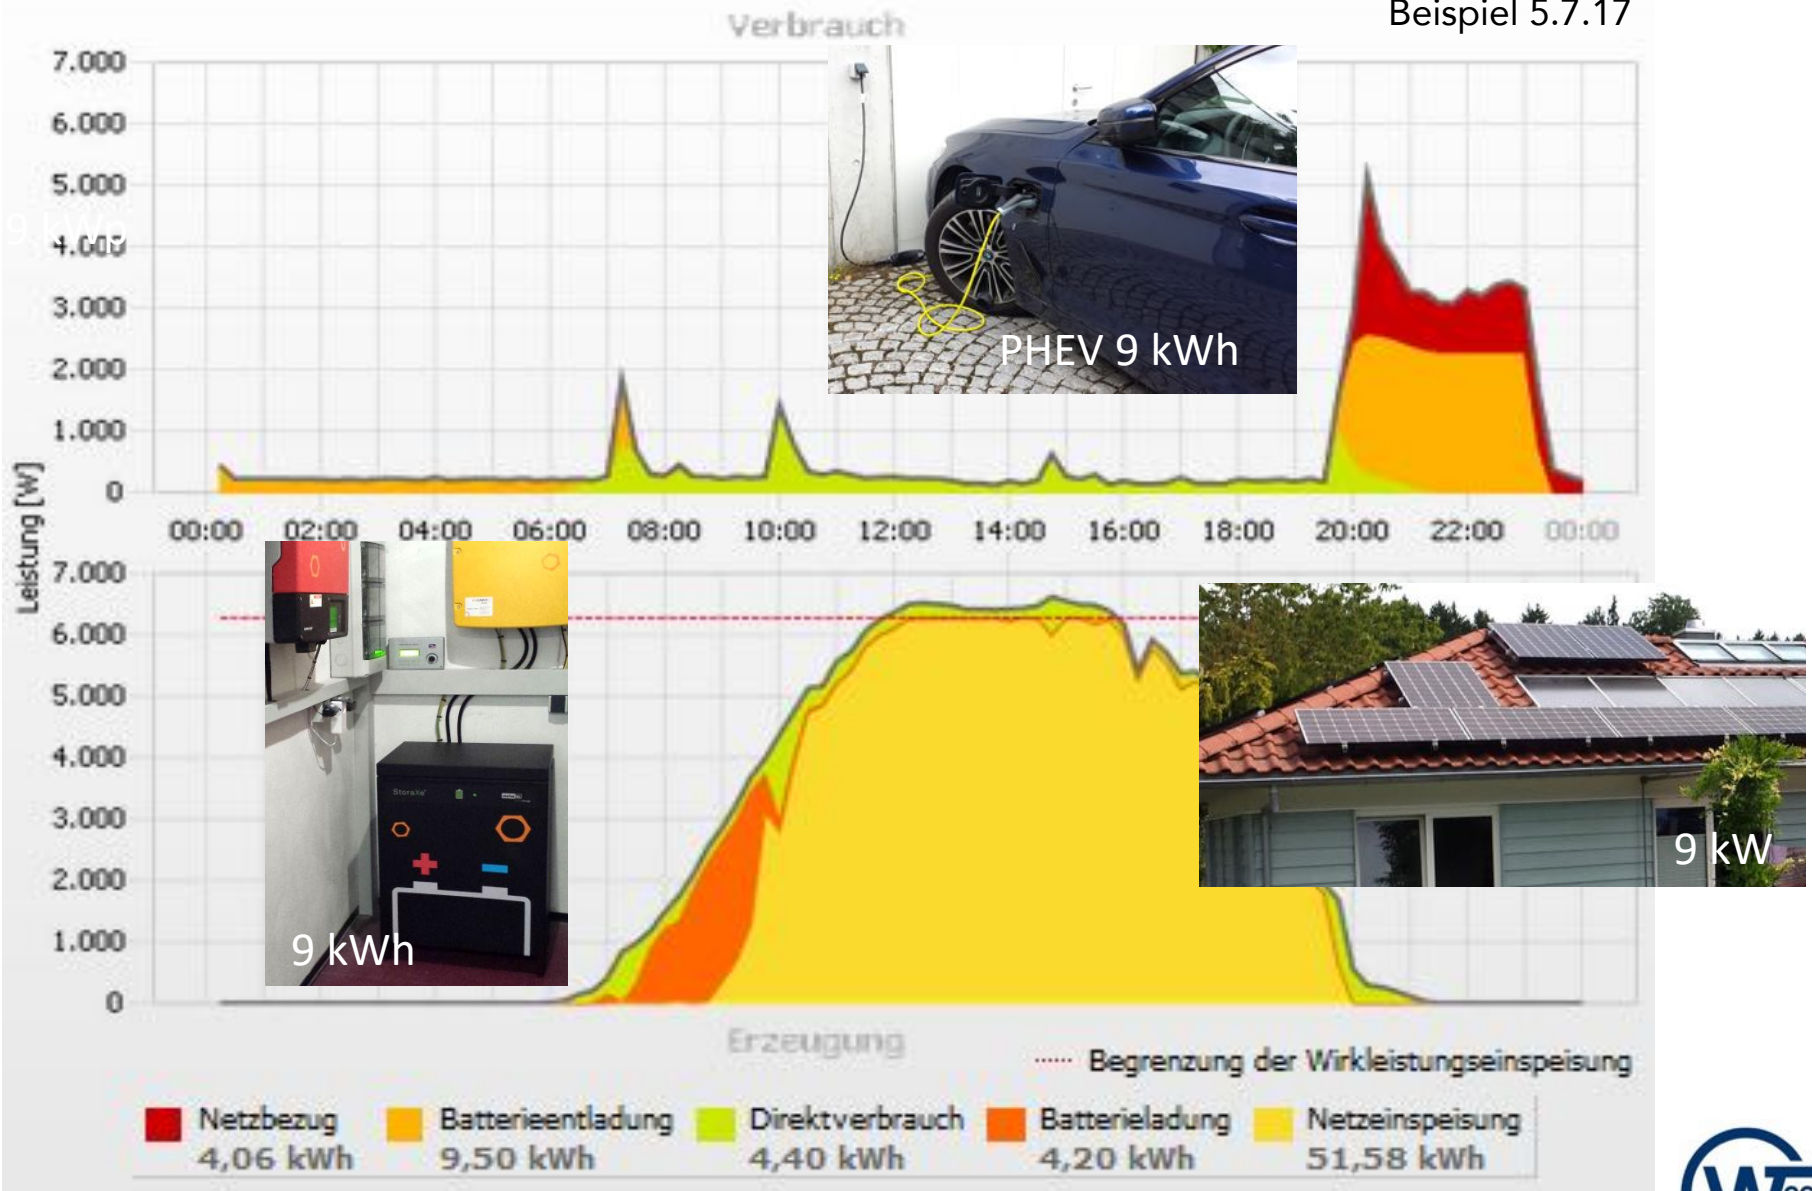 Beispiel 5.7.17
Verbrauch
7.000
6.000
5.000
9 kWp
4.000
3.000
2.000
1.000
0
Leistung [W]
PHEV 9 kWh
00:00 02:00 04:00 06:00 08:00 10:00 12:00 14:00 16:00 18:00 20:00 22:00 00:00
7.000
6.000
5.000
4.000
3.000
2.000
1.000
0
StoraXe
9 kWh
9 kW
Erzeugung
Begrenzung der Wirkleistungseinspeisung
Netzbezug Batterieentladung Direktverbrauch Batterieladung Netzeinspeisung
4,06 kWh 9,50 kWh 4,40 kWh 4,20 kWh 51,58 kWh